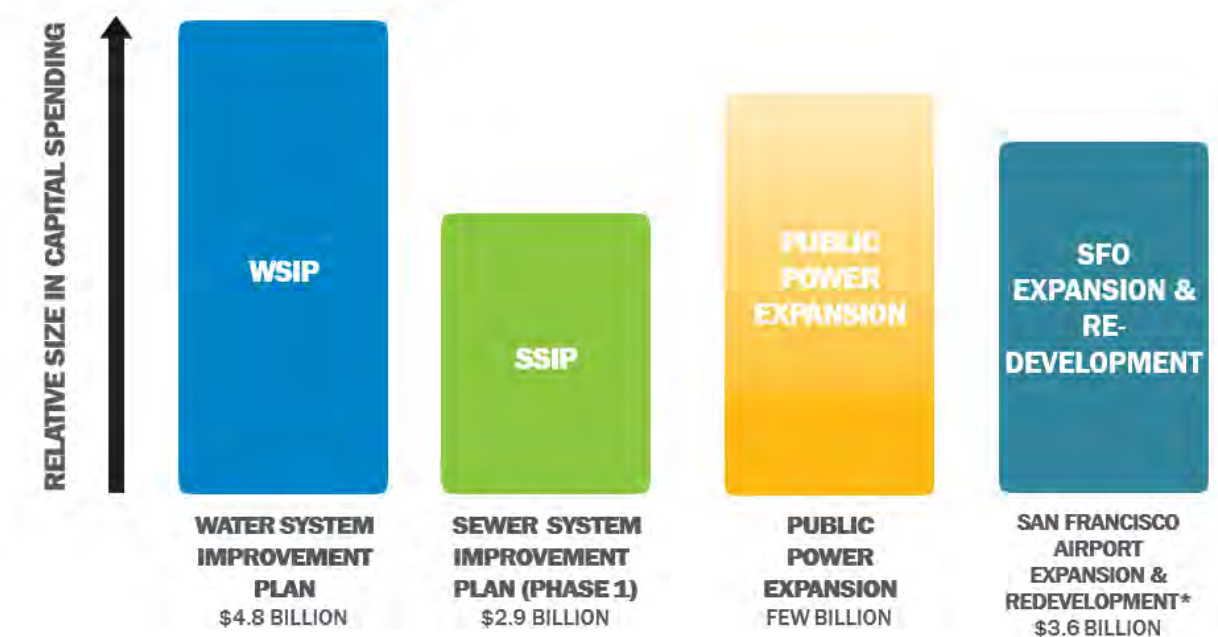 RELATIVE SIZE IN CAPITAL SPENDING
WSIP
SSIP
PUBLIC
POWER
EXPANSION
SFO
EXPANSION &
RE-
DEVELOPMENT
WATER SYSTEM
IMPROVEMENT
PLAN
$4.8 BILLION
SEWER SYSTEM
IMPROVEMENT
PLAN (PHASE 1)
$2.9 BILLION
PUBLIC
POWER
EXPANSION
FEW BILLION
SAN FRANCISCO
AIRPORT
EXPANSION &
REDEVELOPMENT*
$3.6 BILLION